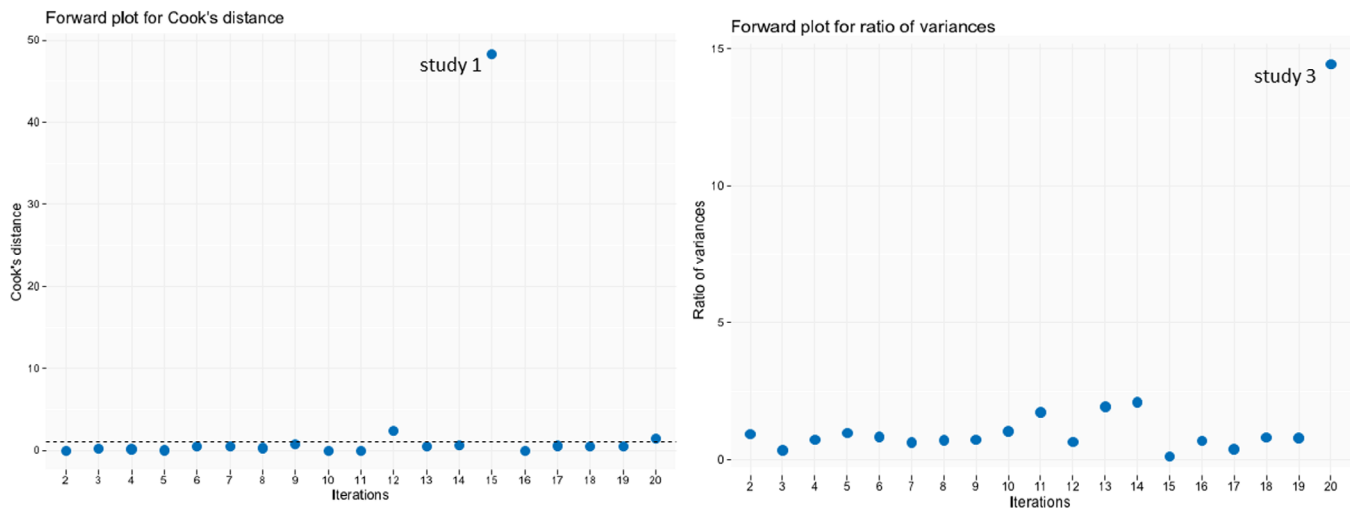 Forward plot for Cook's distance
50
40
30
20
10
0
Cook's distance
study 1
2 3 4 5 6 7 8 9 10 11 12 13 14 15 16 17 18 19 20
Iterations
Forward plot for ratio of variances
15
10
5
0
Ratio of variances
study 3
2 3 4 5 6 7 8 9 10 11 12 13 14 15 16 17 18 19 20
Iterations